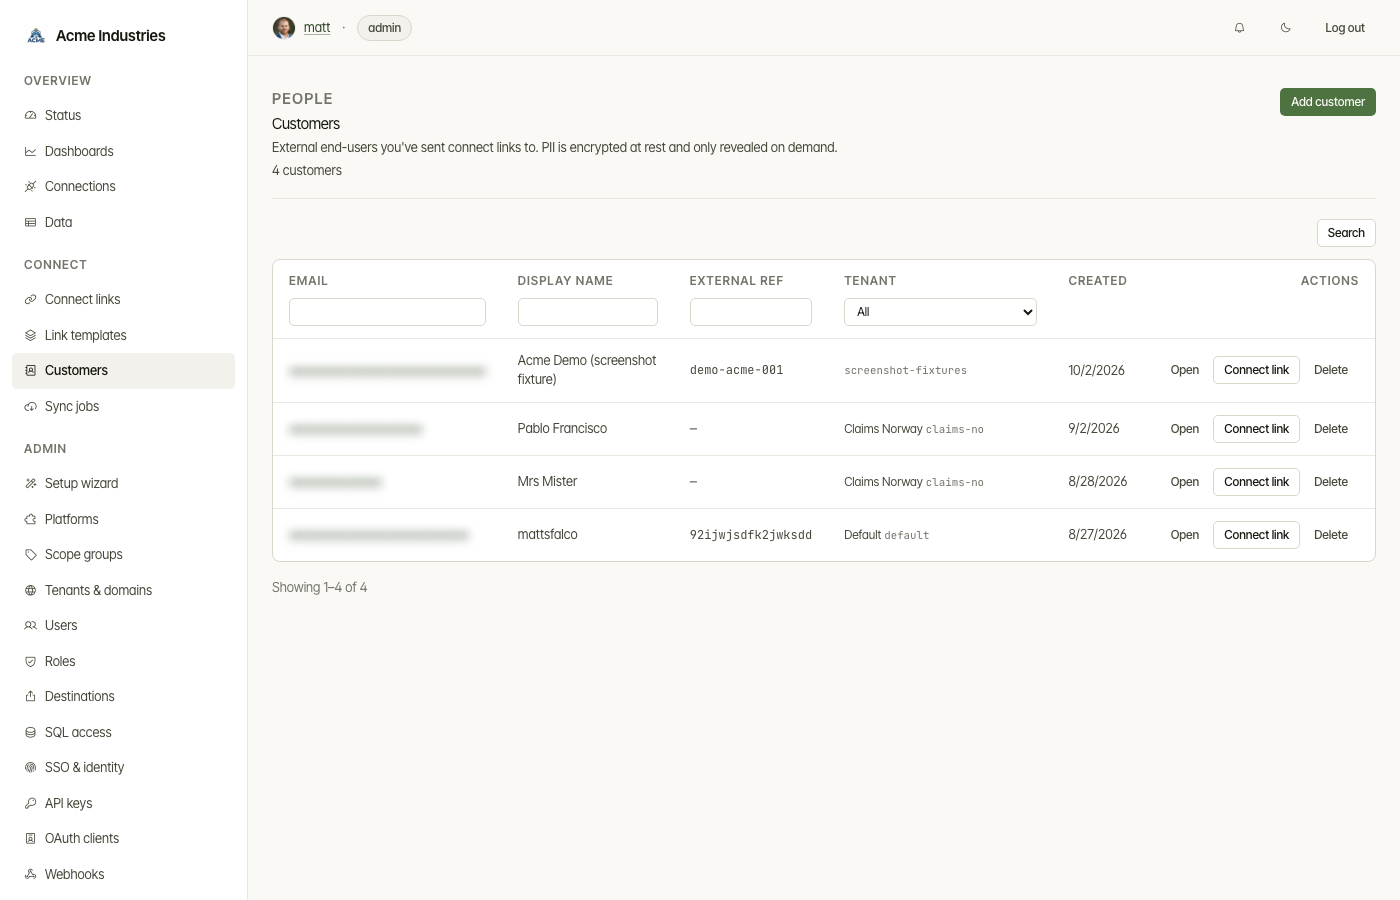 Acme Industries
OVERVIEW
Status
Dashboards
Connections
Data
CONNECT
Connect links
Link templates
Customers
Sync jobs
ADMIN
Setup wizard
Platforms
Scope groups
Tenants & domains
Users
Roles
Destinations
SQL access
SSO & identity
API keys
OAuth clients
Webhooks
matt · admin
Log out
PEOPLE
Customers
External end-users you've sent connect links to. PII is encrypted at rest and only revealed on demand.
4 customers
Add customer
Search
EMAIL DISPLAY NAME EXTERNAL REF TENANT CREATED ACTIONS
All
Acme Demo (screenshot fixture) demo-acme-001 screenshot-fixtures 10/2/2026 Open Connect link Delete
Pablo Francisco — Claims Norway claims-no 9/2/2026 Open Connect link Delete
Mrs Mister — Claims Norway claims-no 8/28/2026 Open Connect link Delete
mattsfalco 92ijwjsdfk2jwksdd Default default 8/27/2026 Open Connect link Delete
Showing 1–4 of 4